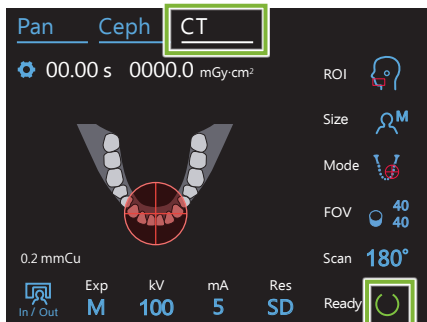 Pan Ceph CT
00.00 s 0000.0 mGy·cm²
ROI
Size M
Mode
FOV 40
40
0.2 mmCu
Scan 180°
Exp kV mA Res
In / Out M 100 5 SD
Ready